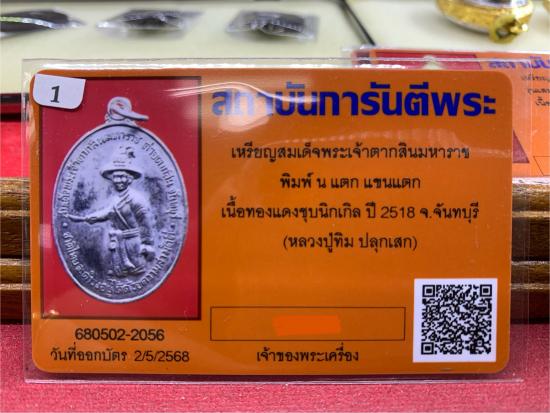 1
สถาบันการันตีพระ
เหรียญสมเด็จพระเจ้าตากสินมหาราช
พิมพ์ น แตก แขนแตก
เนื้อทองแดงชุบนิกเกิล ปี 2518 จ.จันทบุรี
(หลวงปู่ทิม ปลุกเสก)
680502-2056
วันที่ออกบัตร 2/5/2568
เจ้าของพระเครื่อง